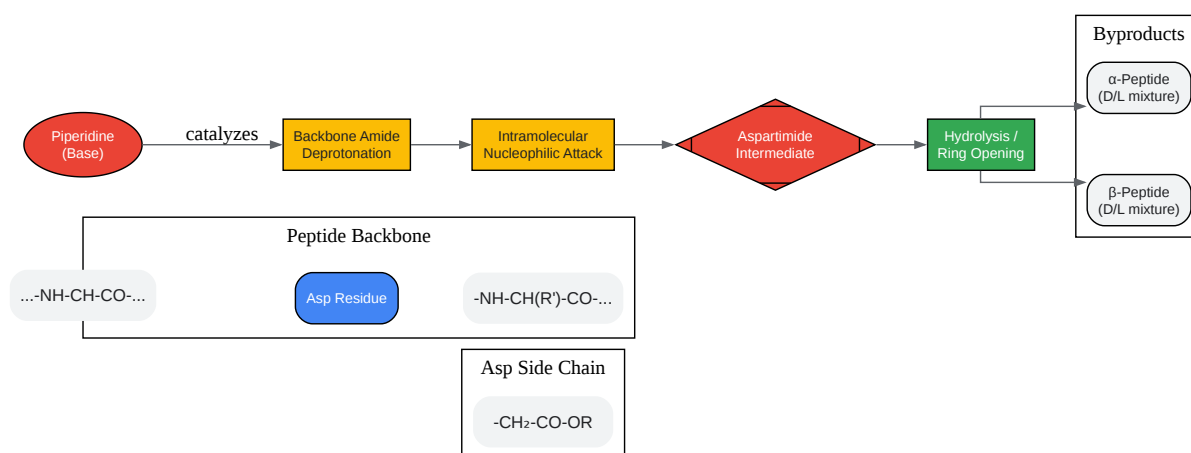 Byproducts
α-Peptide
(D/L mixture)
Piperidine
(Base)
catalyzes
Backbone Amide
Deprotonation
Intramolecular
Nucleophilic Attack
Aspartimide
Intermediate
Hydrolysis /
Ring Opening
β-Peptide
(D/L mixture)
Peptide Backbone
...-NH-CH-CO-...
Asp Residue
-NH-CH(R')-CO-...
Asp Side Chain
-CH₂-CO-OR